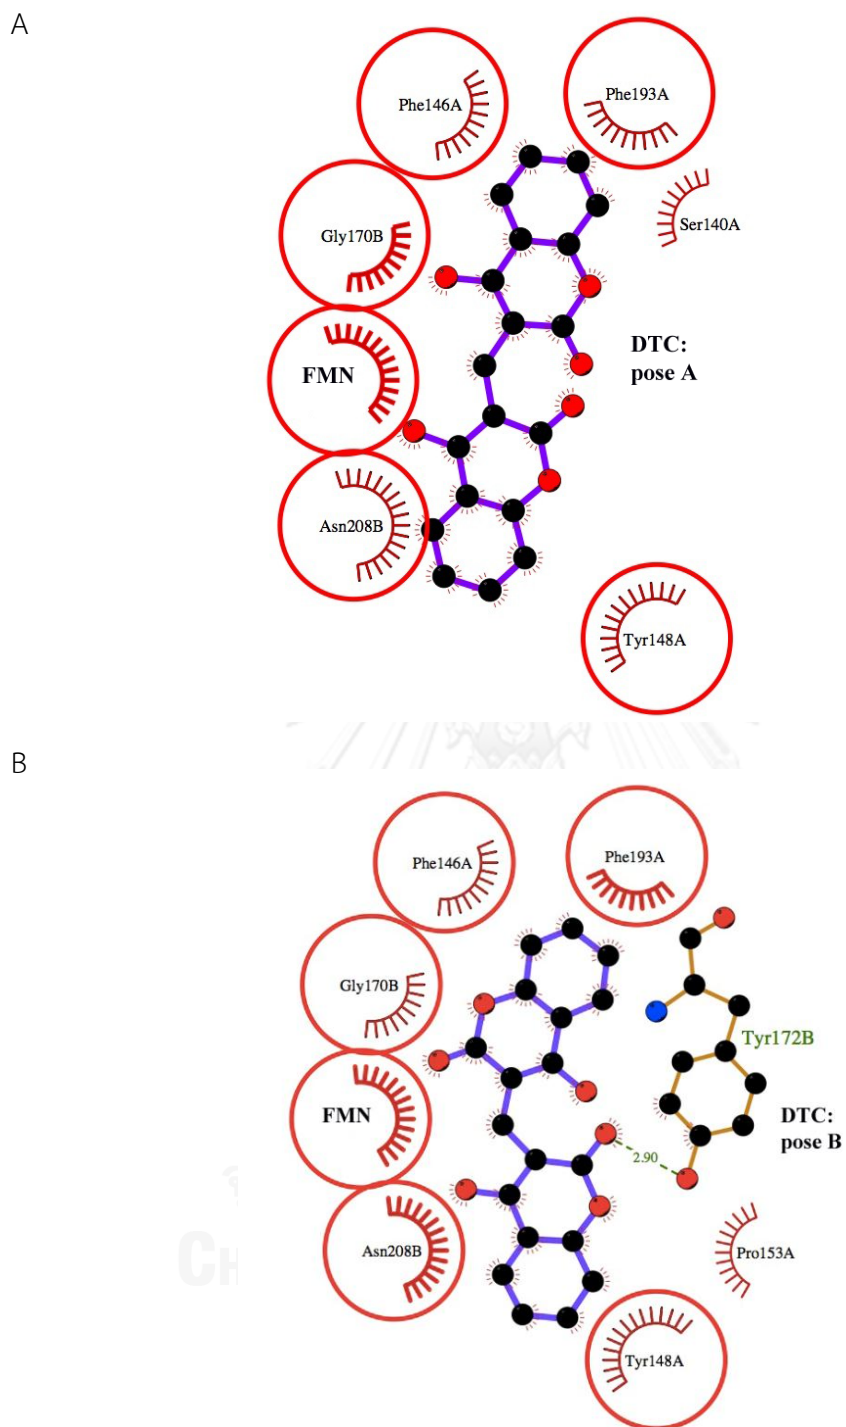 A
Phe146A
Phe193A
Ser140A
Gly170B
DTC:
pose A
FMN
Asn208B
Tyr148A
B
Phe146A
Phe193A
Gly170B
Tyr172B
FMN
DTC:
pose B
2.90
Asn208B
Pro153A
CH
Tyr148A